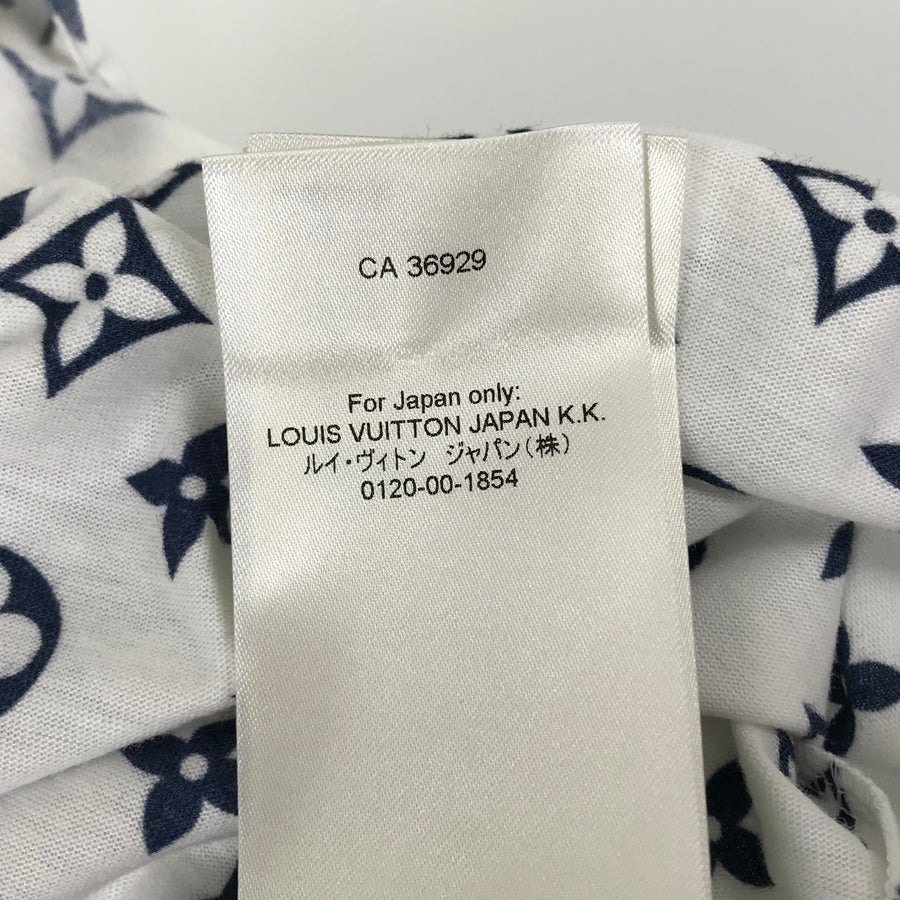 CA 36929
For Japan only:
LOUIS VUITTON JAPAN K.K.
ルイ・ヴィトン　ジャパン(株)
0120-00-1854